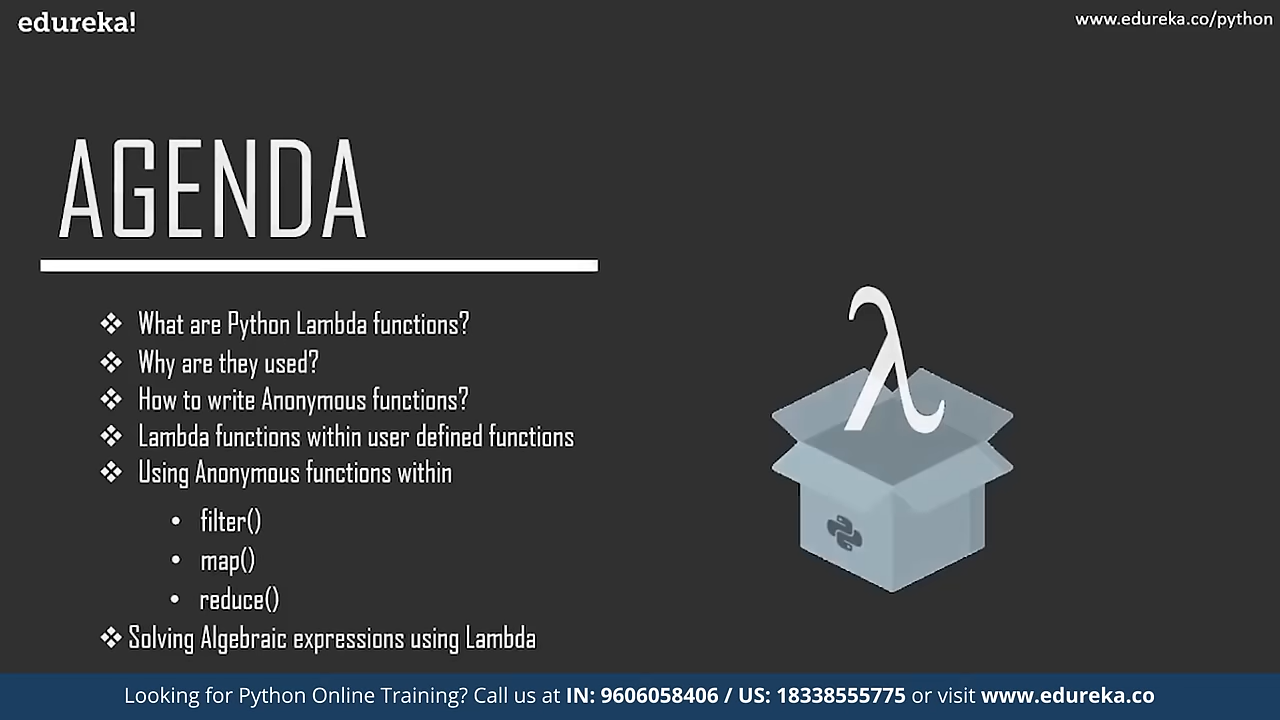 edureka!
www.edureka.co/python
AGENDA
❖ What are Python Lambda functions?
❖ Why are they used?
❖ How to write Anonymous functions?
❖ Lambda functions within user defined functions
❖ Using Anonymous functions within
• filter()
• map()
• reduce()
❖ Solving Algebraic expressions using Lambda
λ
Looking for Python Online Training? Call us at IN: 9606058406 / US: 18338555775 or visit www.edureka.co